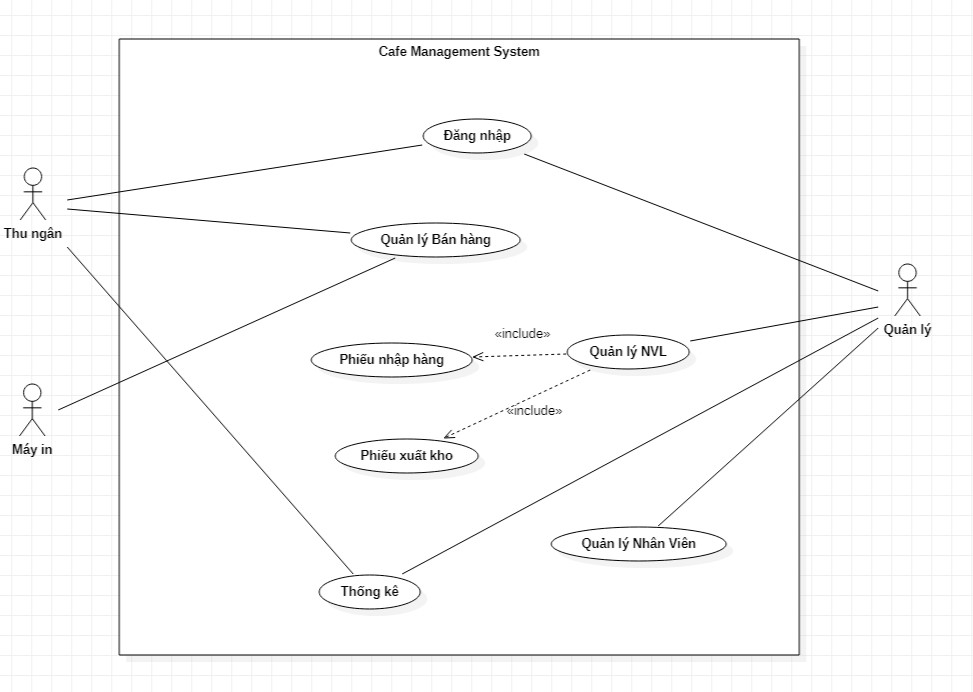 Cafe Management System
Đăng nhập
Thu ngân
Quản lý Bán hàng
Quản lý
«include»
Quản lý NVL
Phiếu nhập hàng
«include»
Máy in
Phiếu xuất kho
Quản lý Nhân Viên
Thống kê